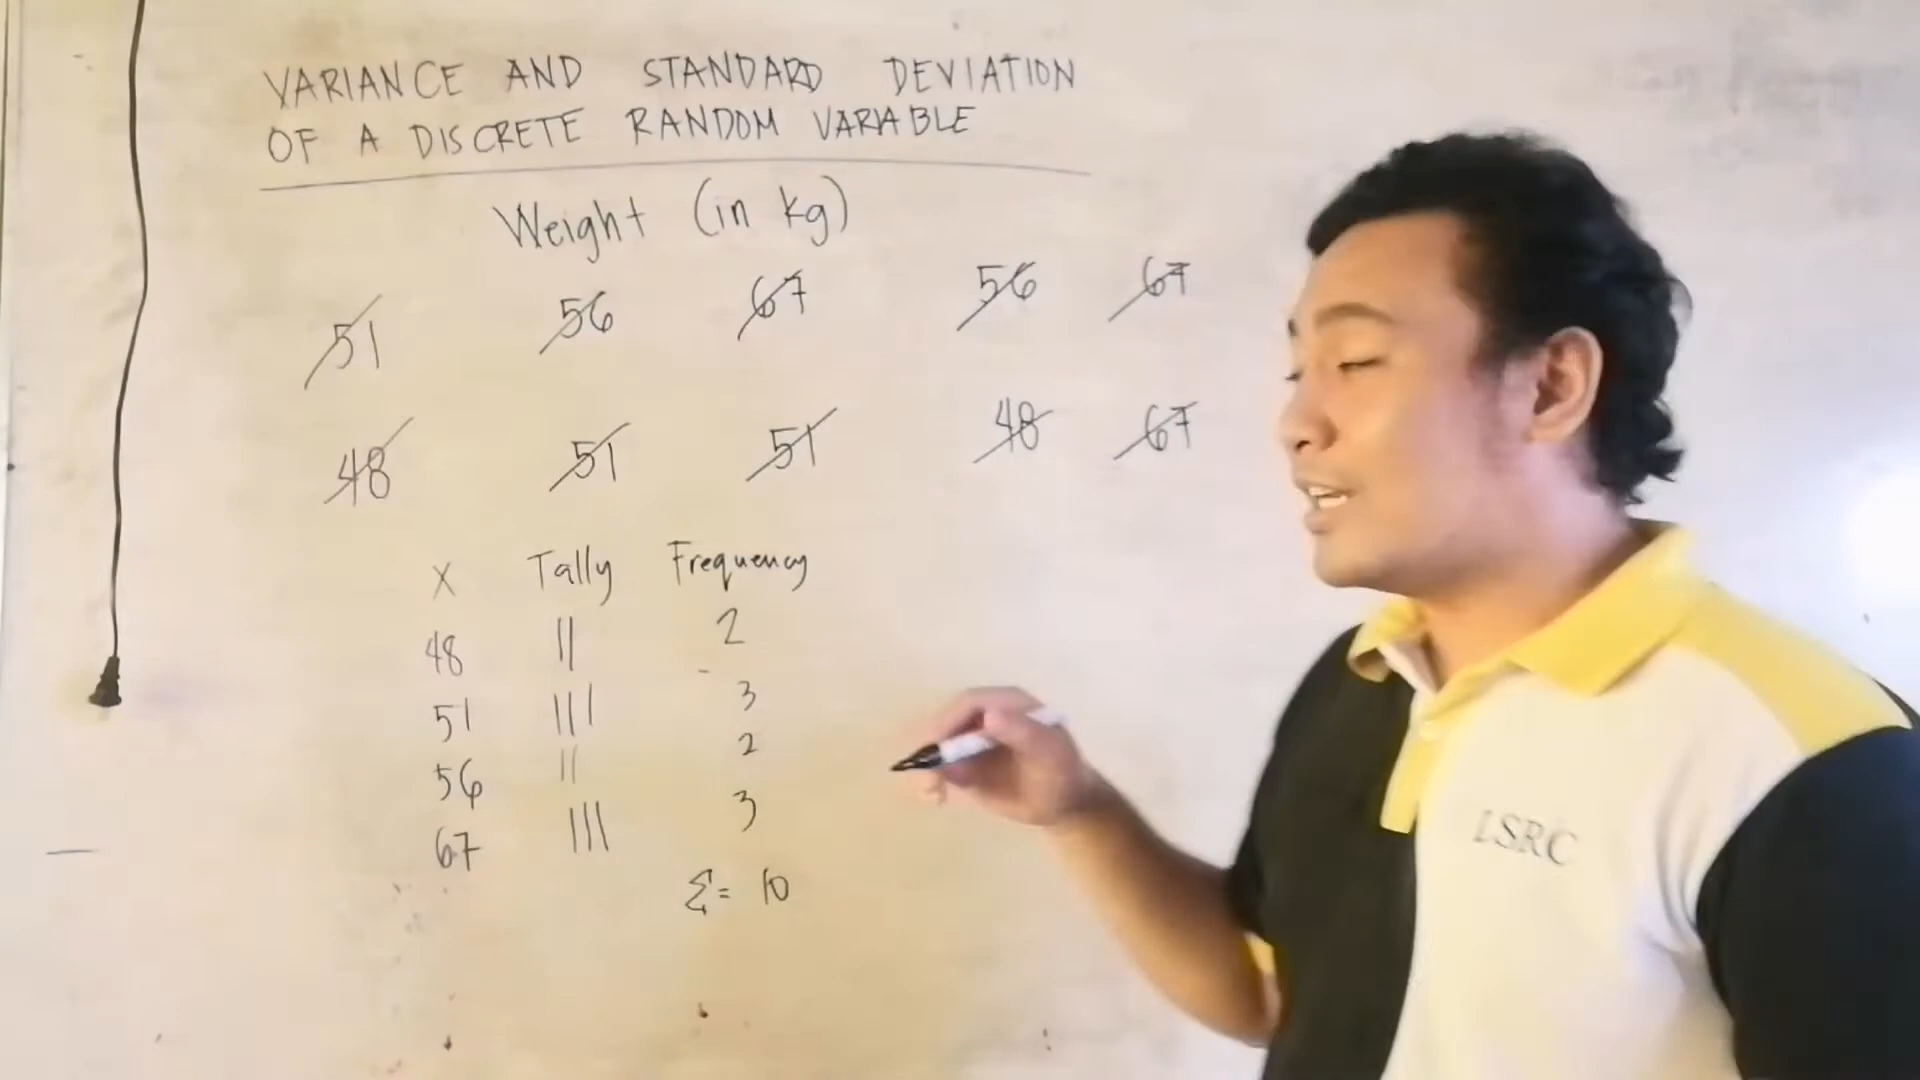 VARIANCE AND STANDARD DEVIATION
OF A DISCRETE RANDOM VARIABLE
Weight (in kg)
51 56 67 56 67
48 51 51 48 67
X Tally Frequency
48 || 2
51 ||| 3
56 || 2
67 ||| 3
Σ = 10
LSRC